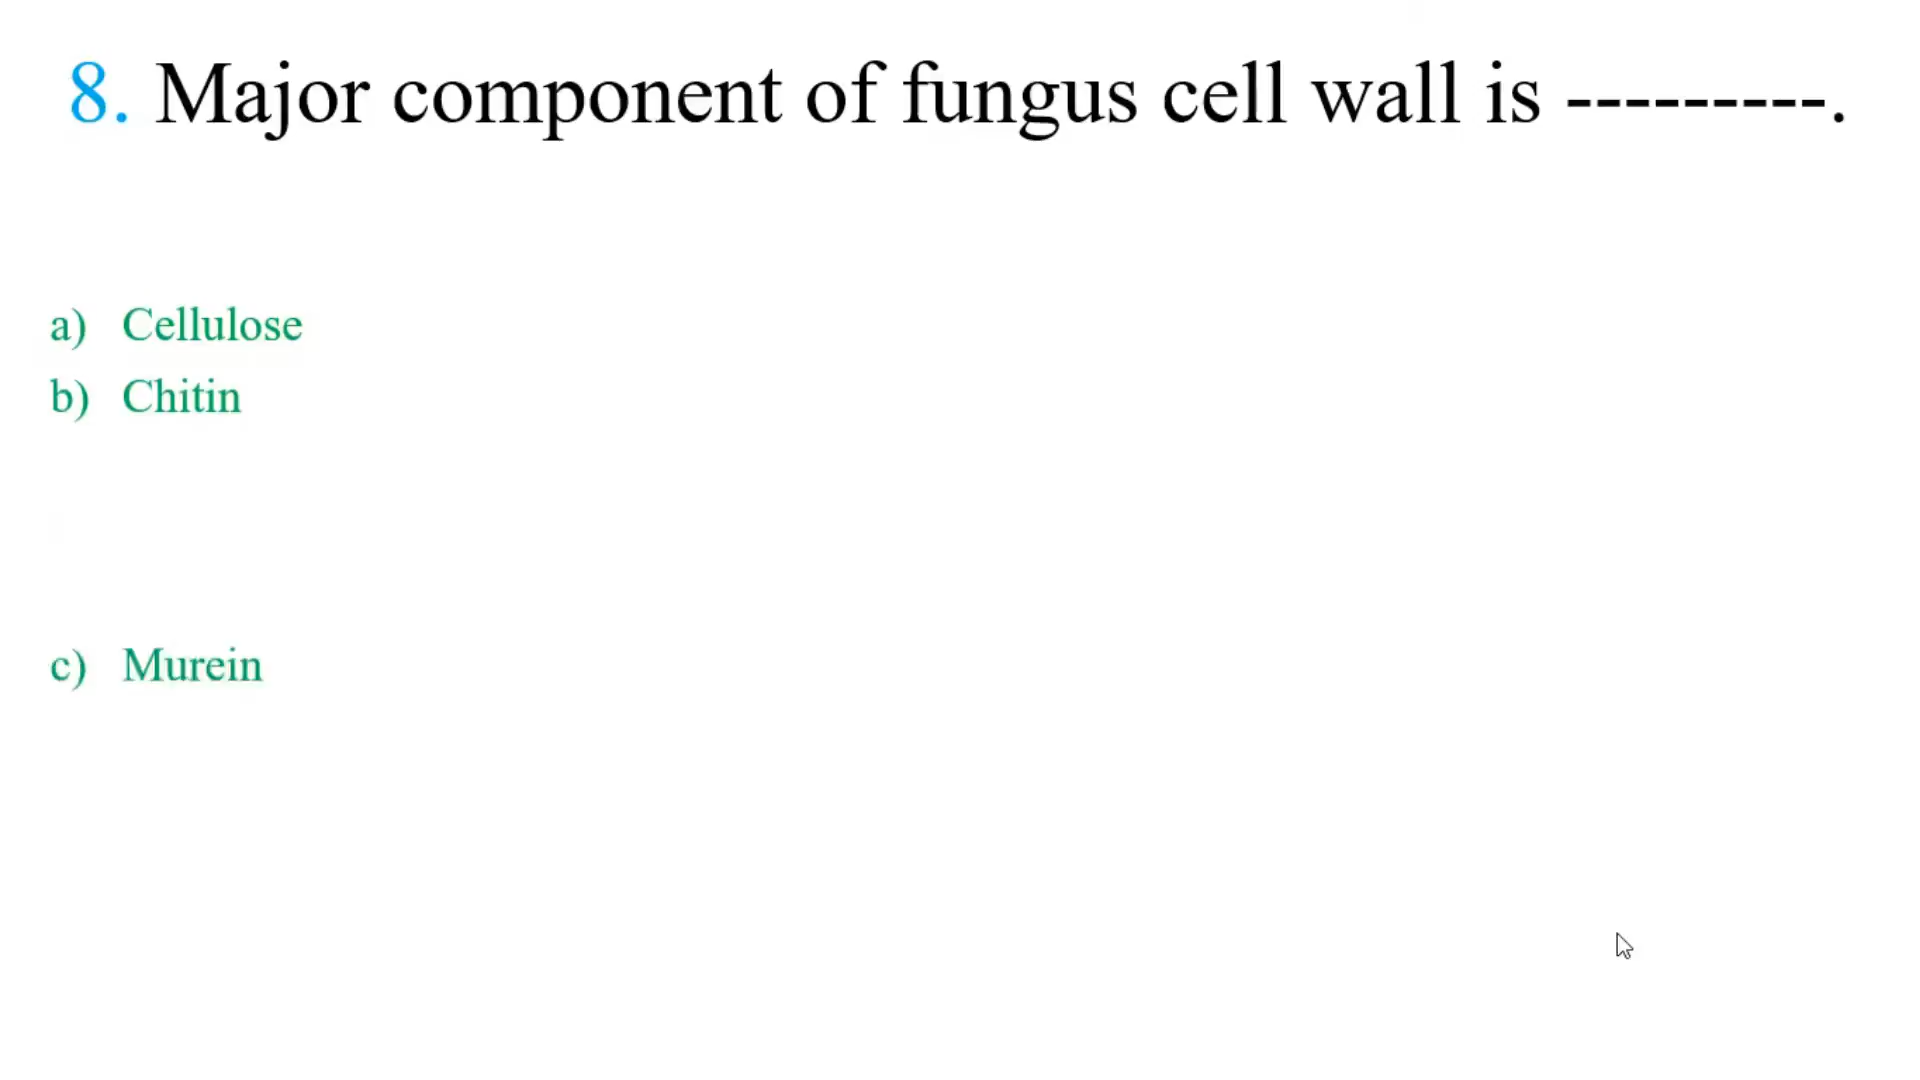 8. Major component of fungus cell wall is ---------.
a) Cellulose
b) Chitin
c) Murein